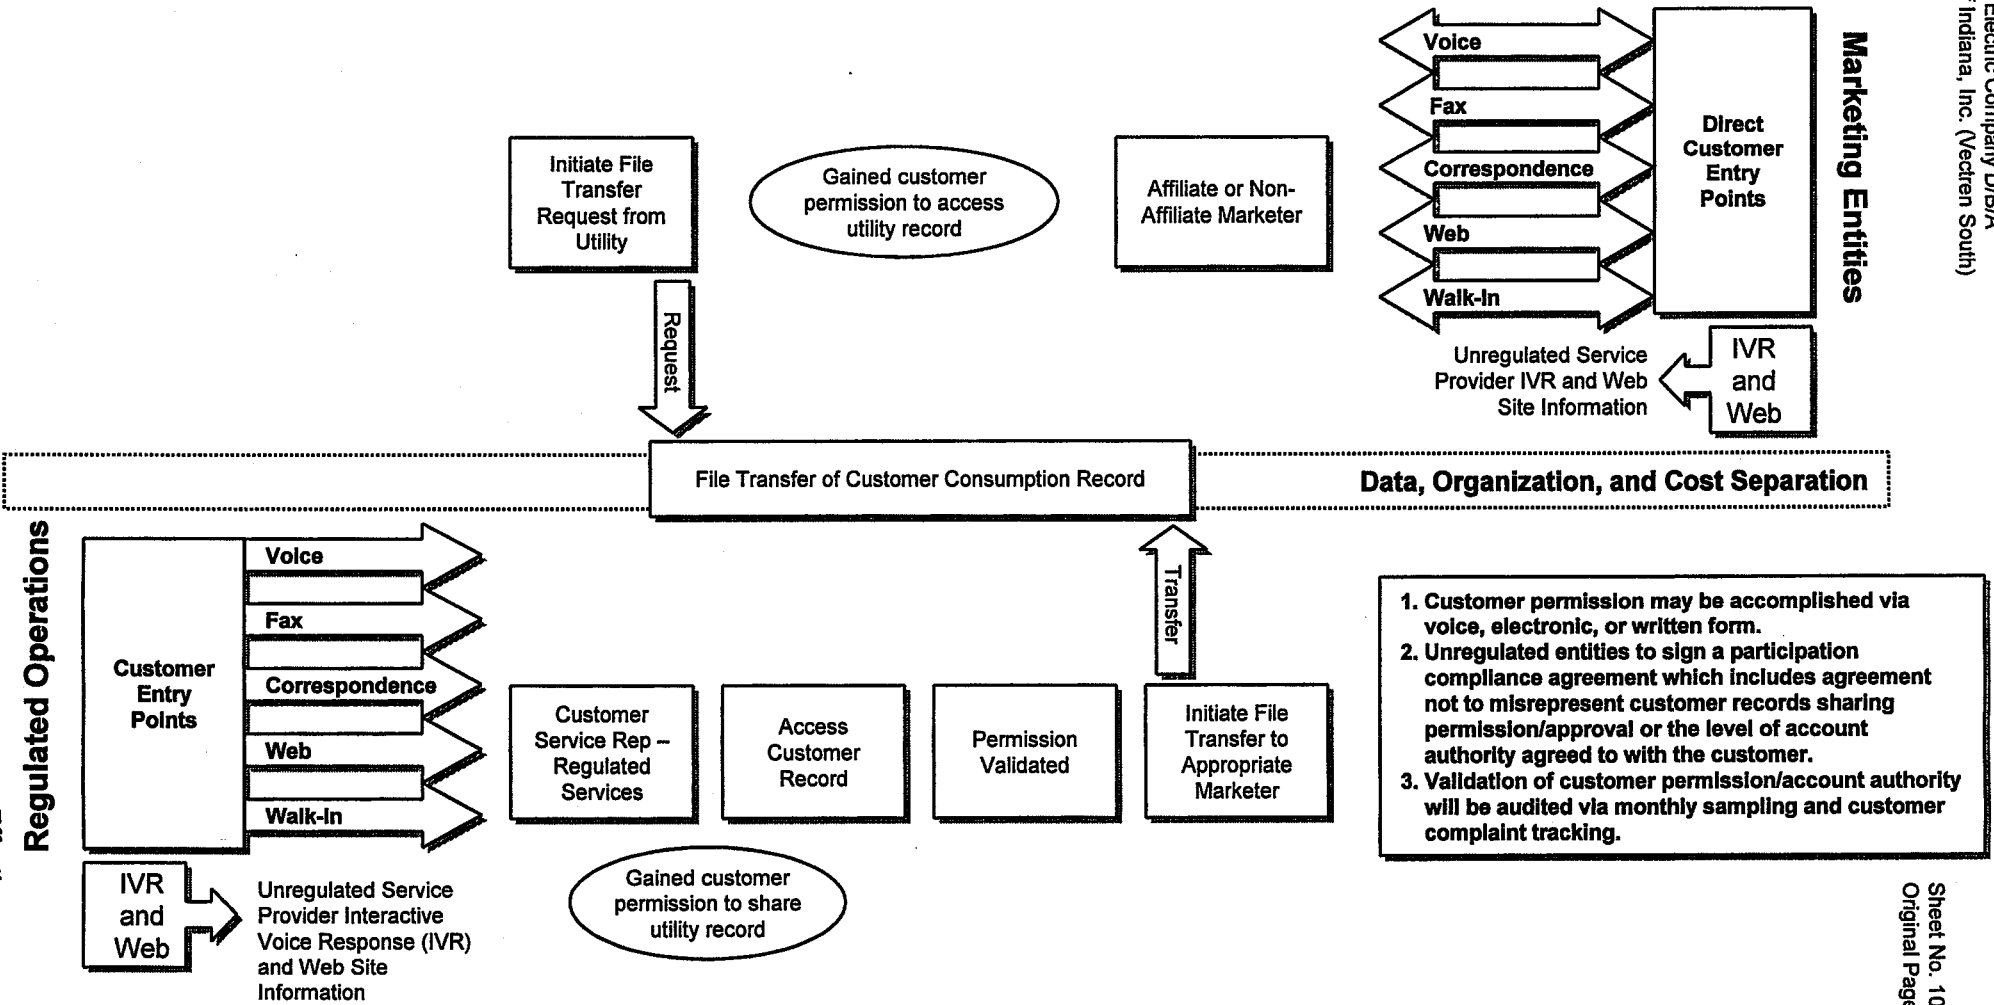 Electric Company D/B/A
Indiana, Inc. (Vectren South)
Marketing Entities
Voice
Fax
Correspondence
Web
Walk-In
Direct
Customer
Entry
Points
Initiate File
Transfer
Request from
Utility
Gained customer
permission to access
utility record
Affiliate or Non-
Affiliate Marketer
Unregulated Service
Provider IVR and Web
Site Information
IVR
and
Web
Request
File Transfer of Customer Consumption Record
Data, Organization, and Cost Separation
Regulated Operations
Customer
Entry
Points
Voice
Fax
Correspondence
Web
Walk-In
Transfer
Customer
Service Rep –
Regulated
Services
Access
Customer
Record
Permission
Validated
Initiate File
Transfer to
Appropriate
Marketer
1. Customer permission may be accomplished via
voice, electronic, or written form.
2. Unregulated entities to sign a participation
compliance agreement which includes agreement
not to misrepresent customer records sharing
permission/approval or the level of account
authority agreed to with the customer.
3. Validation of customer permission/account authority
will be audited via monthly sampling and customer
complaint tracking.
IVR
and
Web
Unregulated Service
Provider Interactive
Voice Response (IVR)
and Web Site
Information
Gained customer
permission to share
utility record
Sheet No. 10
Original Page